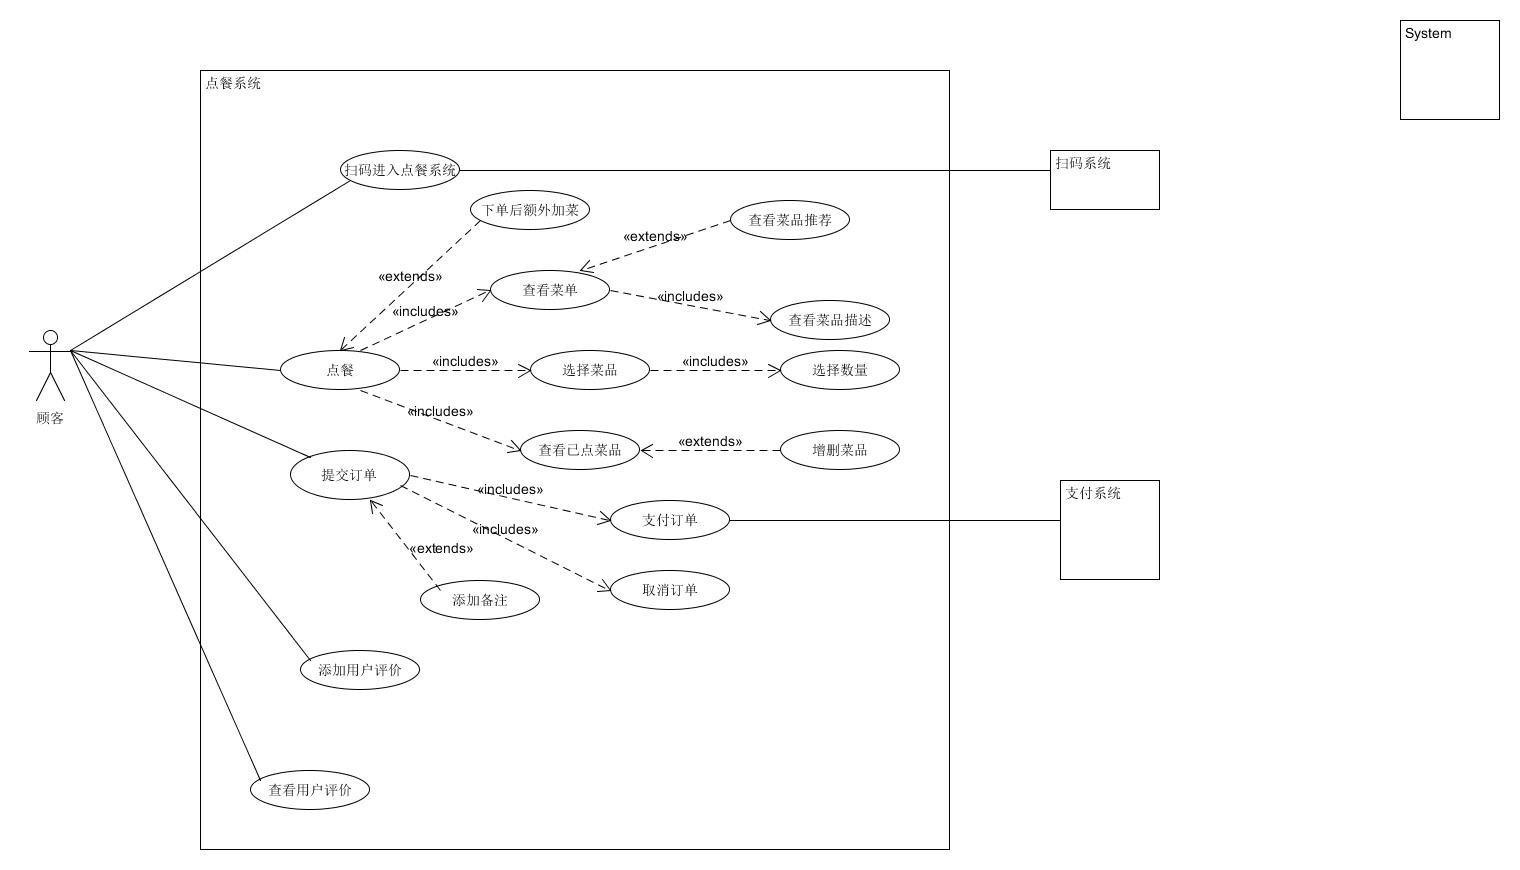 System
点餐系统
扫码进入点餐系统
扫码系统
下单后额外加菜
查看菜品推荐
«extends»
«extends»
查看菜单
«includes»
«includes»
查看菜品描述
«includes»
«includes»
点餐
选择菜品
选择数量
顾客
«includes»
«extends»
查看已点菜品
增删菜品
提交订单
«includes»
支付系统
支付订单
«includes»
«extends»
取消订单
添加备注
添加用户评价
查看用户评价